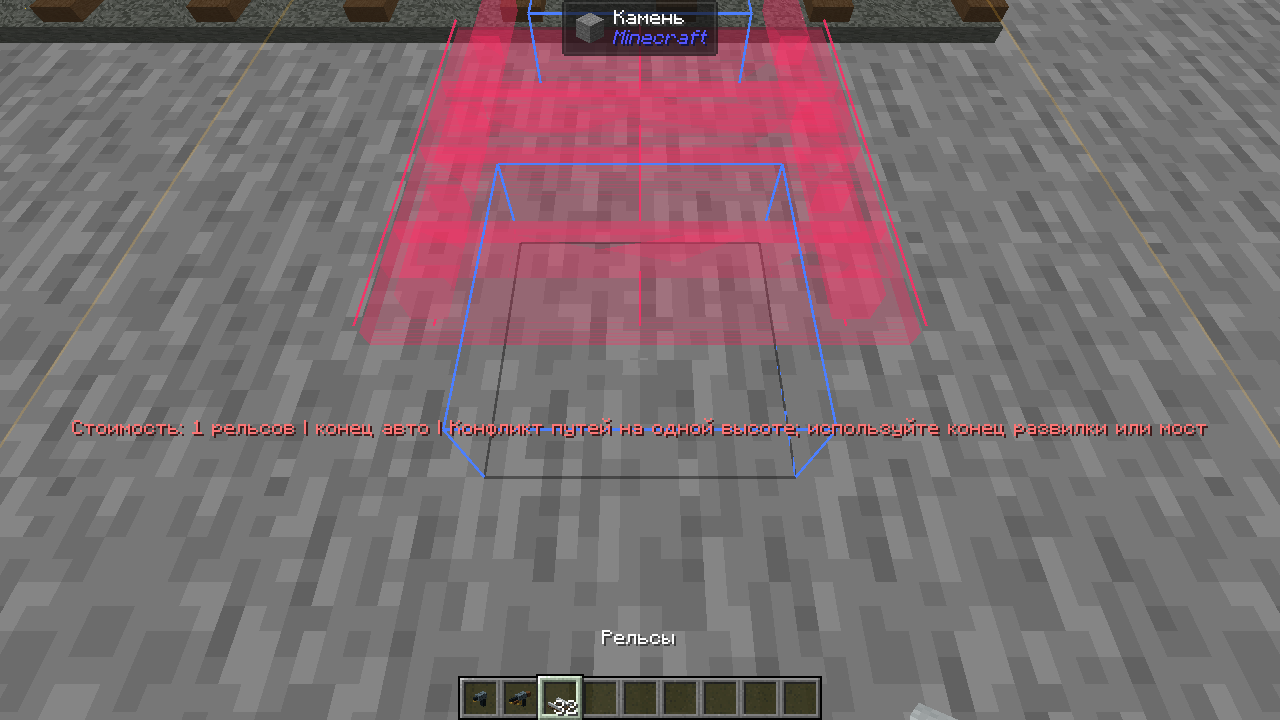 Камень
Minecraft
Стоимость: 1 рельсов | конец авто | Конфликт путей на одной высоте, используйте конец развилки или мост
Рельсы
32